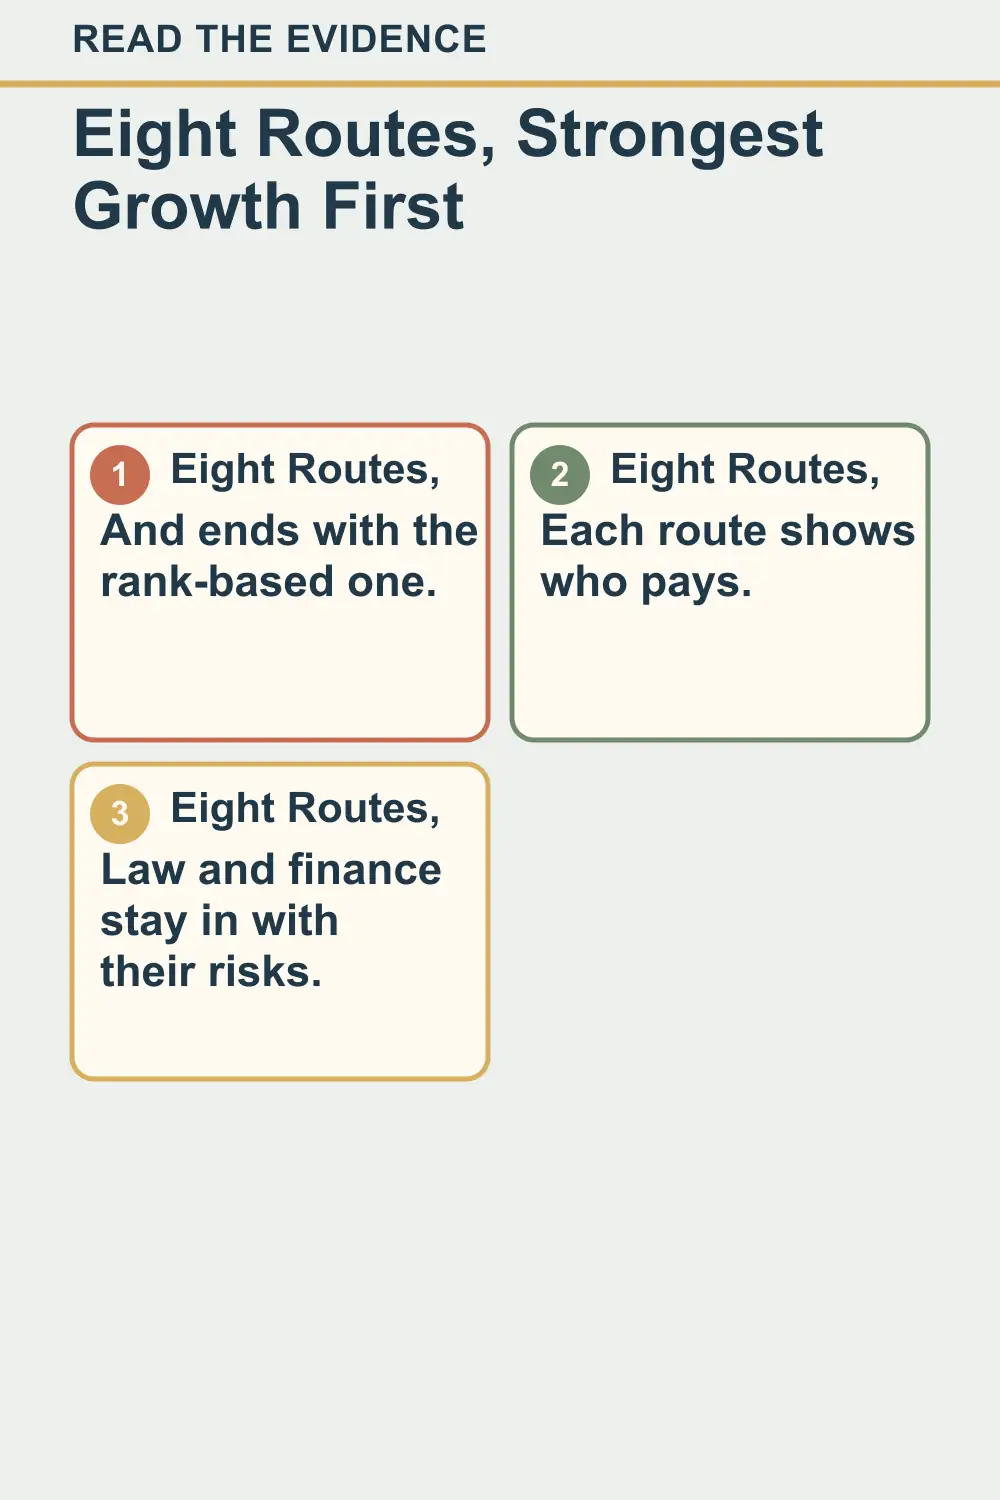 READ THE EVIDENCE
Eight Routes, Strongest
Growth First
1
Eight Routes,
And ends with the
rank-based one.
2
Eight Routes,
Each route shows
who pays.
3
Eight Routes,
Law and finance
stay in with
their risks.